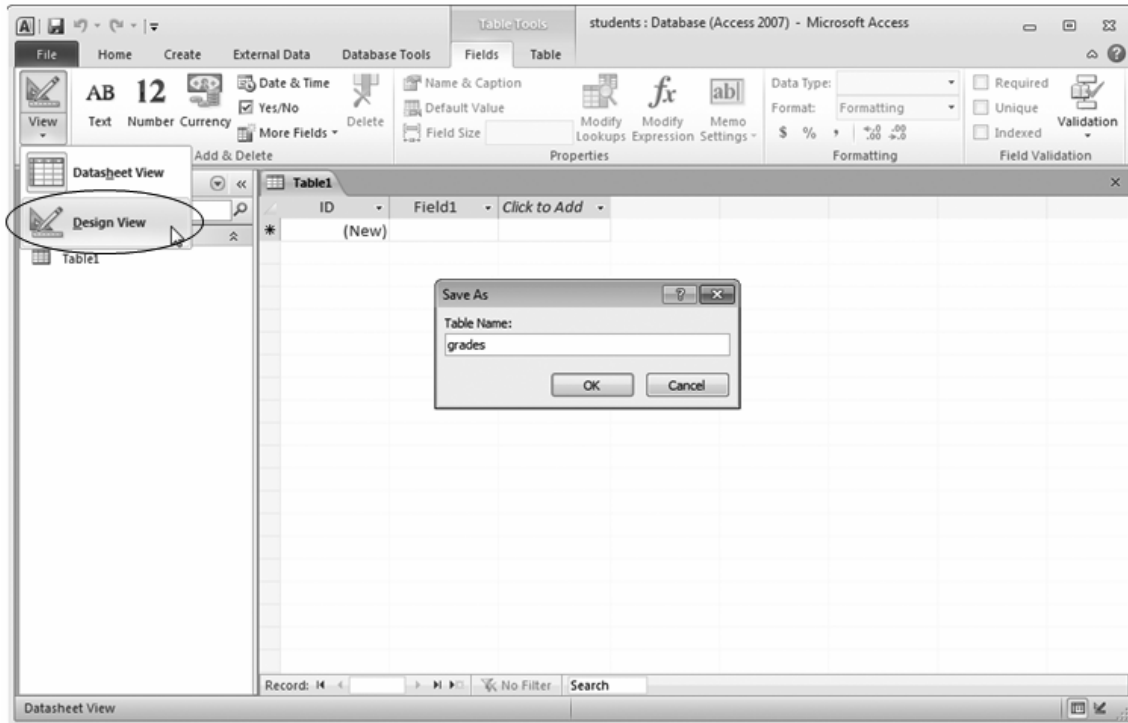 Table Tools
students : Database (Access 2007) - Microsoft Access
File Home Create External Data Database Tools Fields Table
View
AB Text
12 Number
Currency
Date & Time
Yes/No
More Fields
Delete
Add & Delete
Name & Caption
Default Value
Field Size
Modify Lookups
fx Modify Expression
ab Memo Settings
Properties
Data Type:
Format: Formatting
$ % , .0 .00 .00 .0
Formatting
Required
Unique
Indexed
Validation
Field Validation
Datasheet View
Design View
Table1
Table1
ID Field1 Click to Add
(New)
Save As
Table Name:
grades
OK Cancel
Record: No Filter Search
Datasheet View